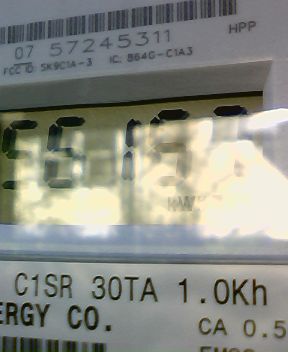 HPP
07 57245311
FCC ID: SK9C1A-3 IC: 864G-C1A3
KWH
C1SR 30TA 1.0Kh
ERGY CO.
CA 0.5